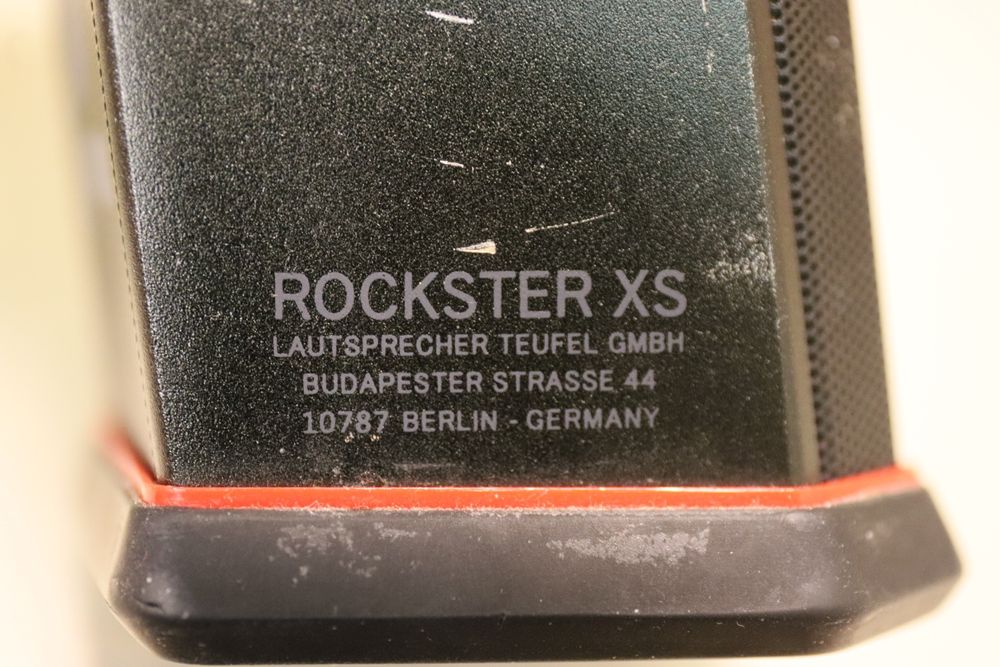 ROCKSTER XS
LAUTSPRECHER TEUFEL GMBH
BUDAPESTER STRASSE 44
10787 BERLIN - GERMANY